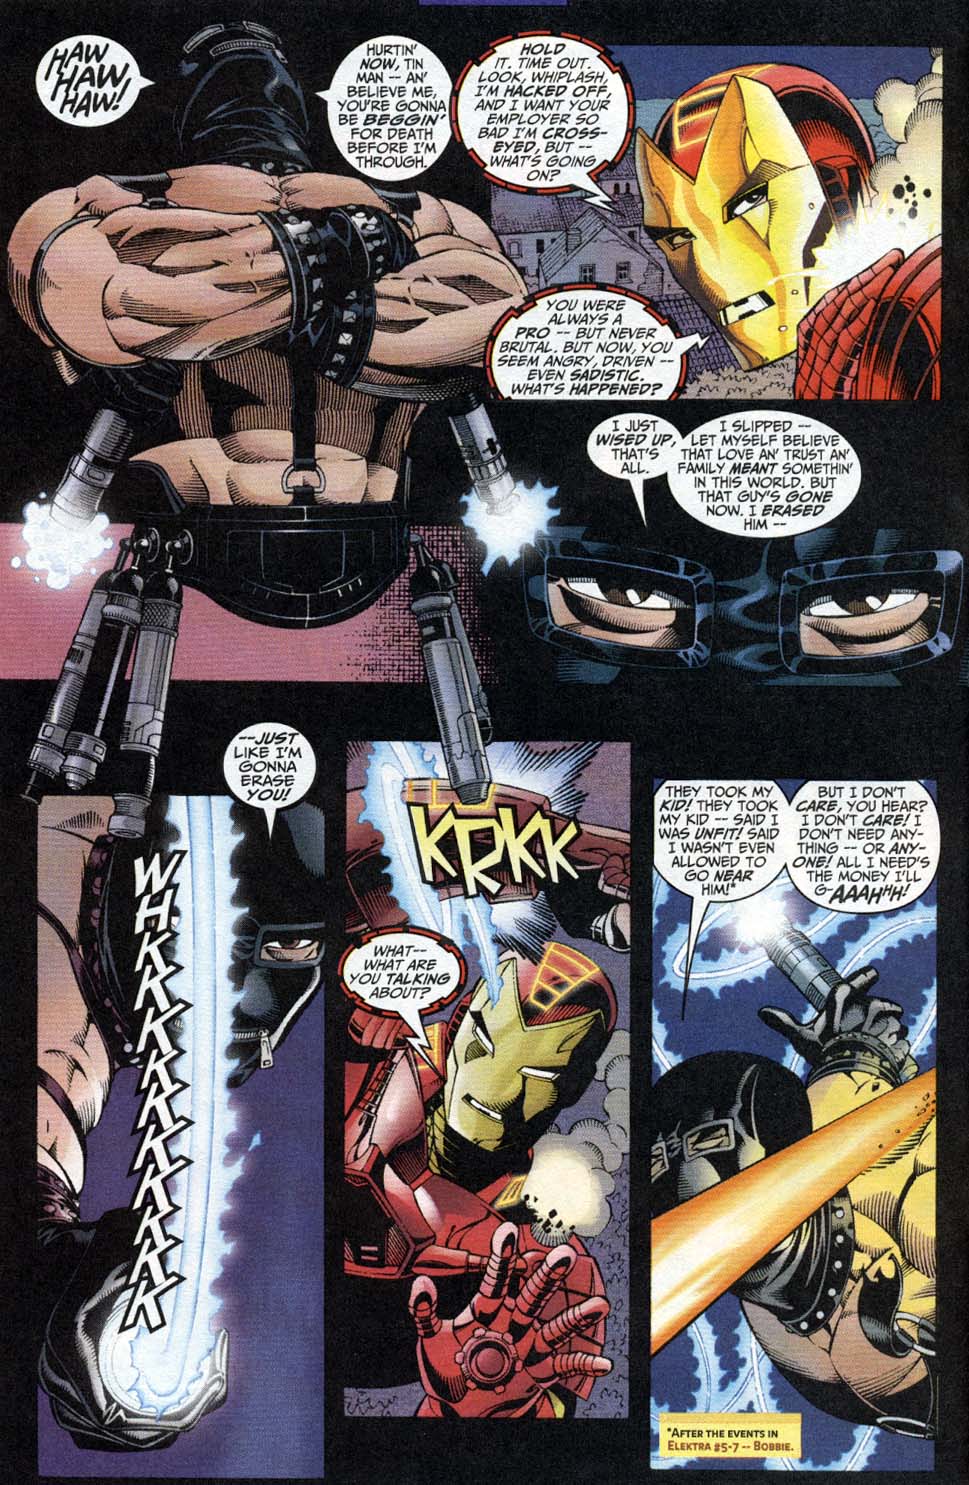 HAW
HAW
HAW!
HURTIN'
NOW, TIN
MAN -- AN'
BELIEVE ME,
YOU'RE GONNA
BE BEGGIN'
FOR DEATH
BEFORE I'M
THROUGH.
HOLD
IT. TIME OUT.
LOOK, WHIPLASH,
I'M HACKED OFF,
AND I WANT YOUR
EMPLOYER SO
BAD I'M CROSS-
EYED, BUT --
WHAT'S GOING
ON?
YOU WERE
ALWAYS A
PRO -- BUT NEVER
BRUTAL. BUT NOW, YOU
SEEM ANGRY, DRIVEN --
EVEN SADISTIC.
WHAT'S HAPPENED?
I JUST
WISED UP,
THAT'S
ALL.
I SLIPPED --
LET MYSELF BELIEVE
THAT LOVE AN' TRUST AN'
FAMILY MEANT SOMETHIN'
IN THIS WORLD. BUT
THAT GUY'S GONE
NOW. I ERASED
HIM --
--JUST
LIKE I'M
GONNA
ERASE
YOU!
WHKKKKKKKKK
KRKK
WHAT--
WHAT ARE
YOU TALKING
ABOUT?
THEY TOOK MY
KID! THEY TOOK
MY KID -- SAID I
WAS UNFIT! SAID
I WASN'T EVEN
ALLOWED TO
GO NEAR
HIM!*
BUT I DON'T
CARE, YOU HEAR?
I DON'T CARE! I
DON'T NEED ANY-
THING -- OR ANY-
ONE! ALL I NEED'S
THE MONEY I'LL
G-AAAHHH!
*AFTER THE EVENTS IN
ELEKTRA #5-7 -- BOBBIE.